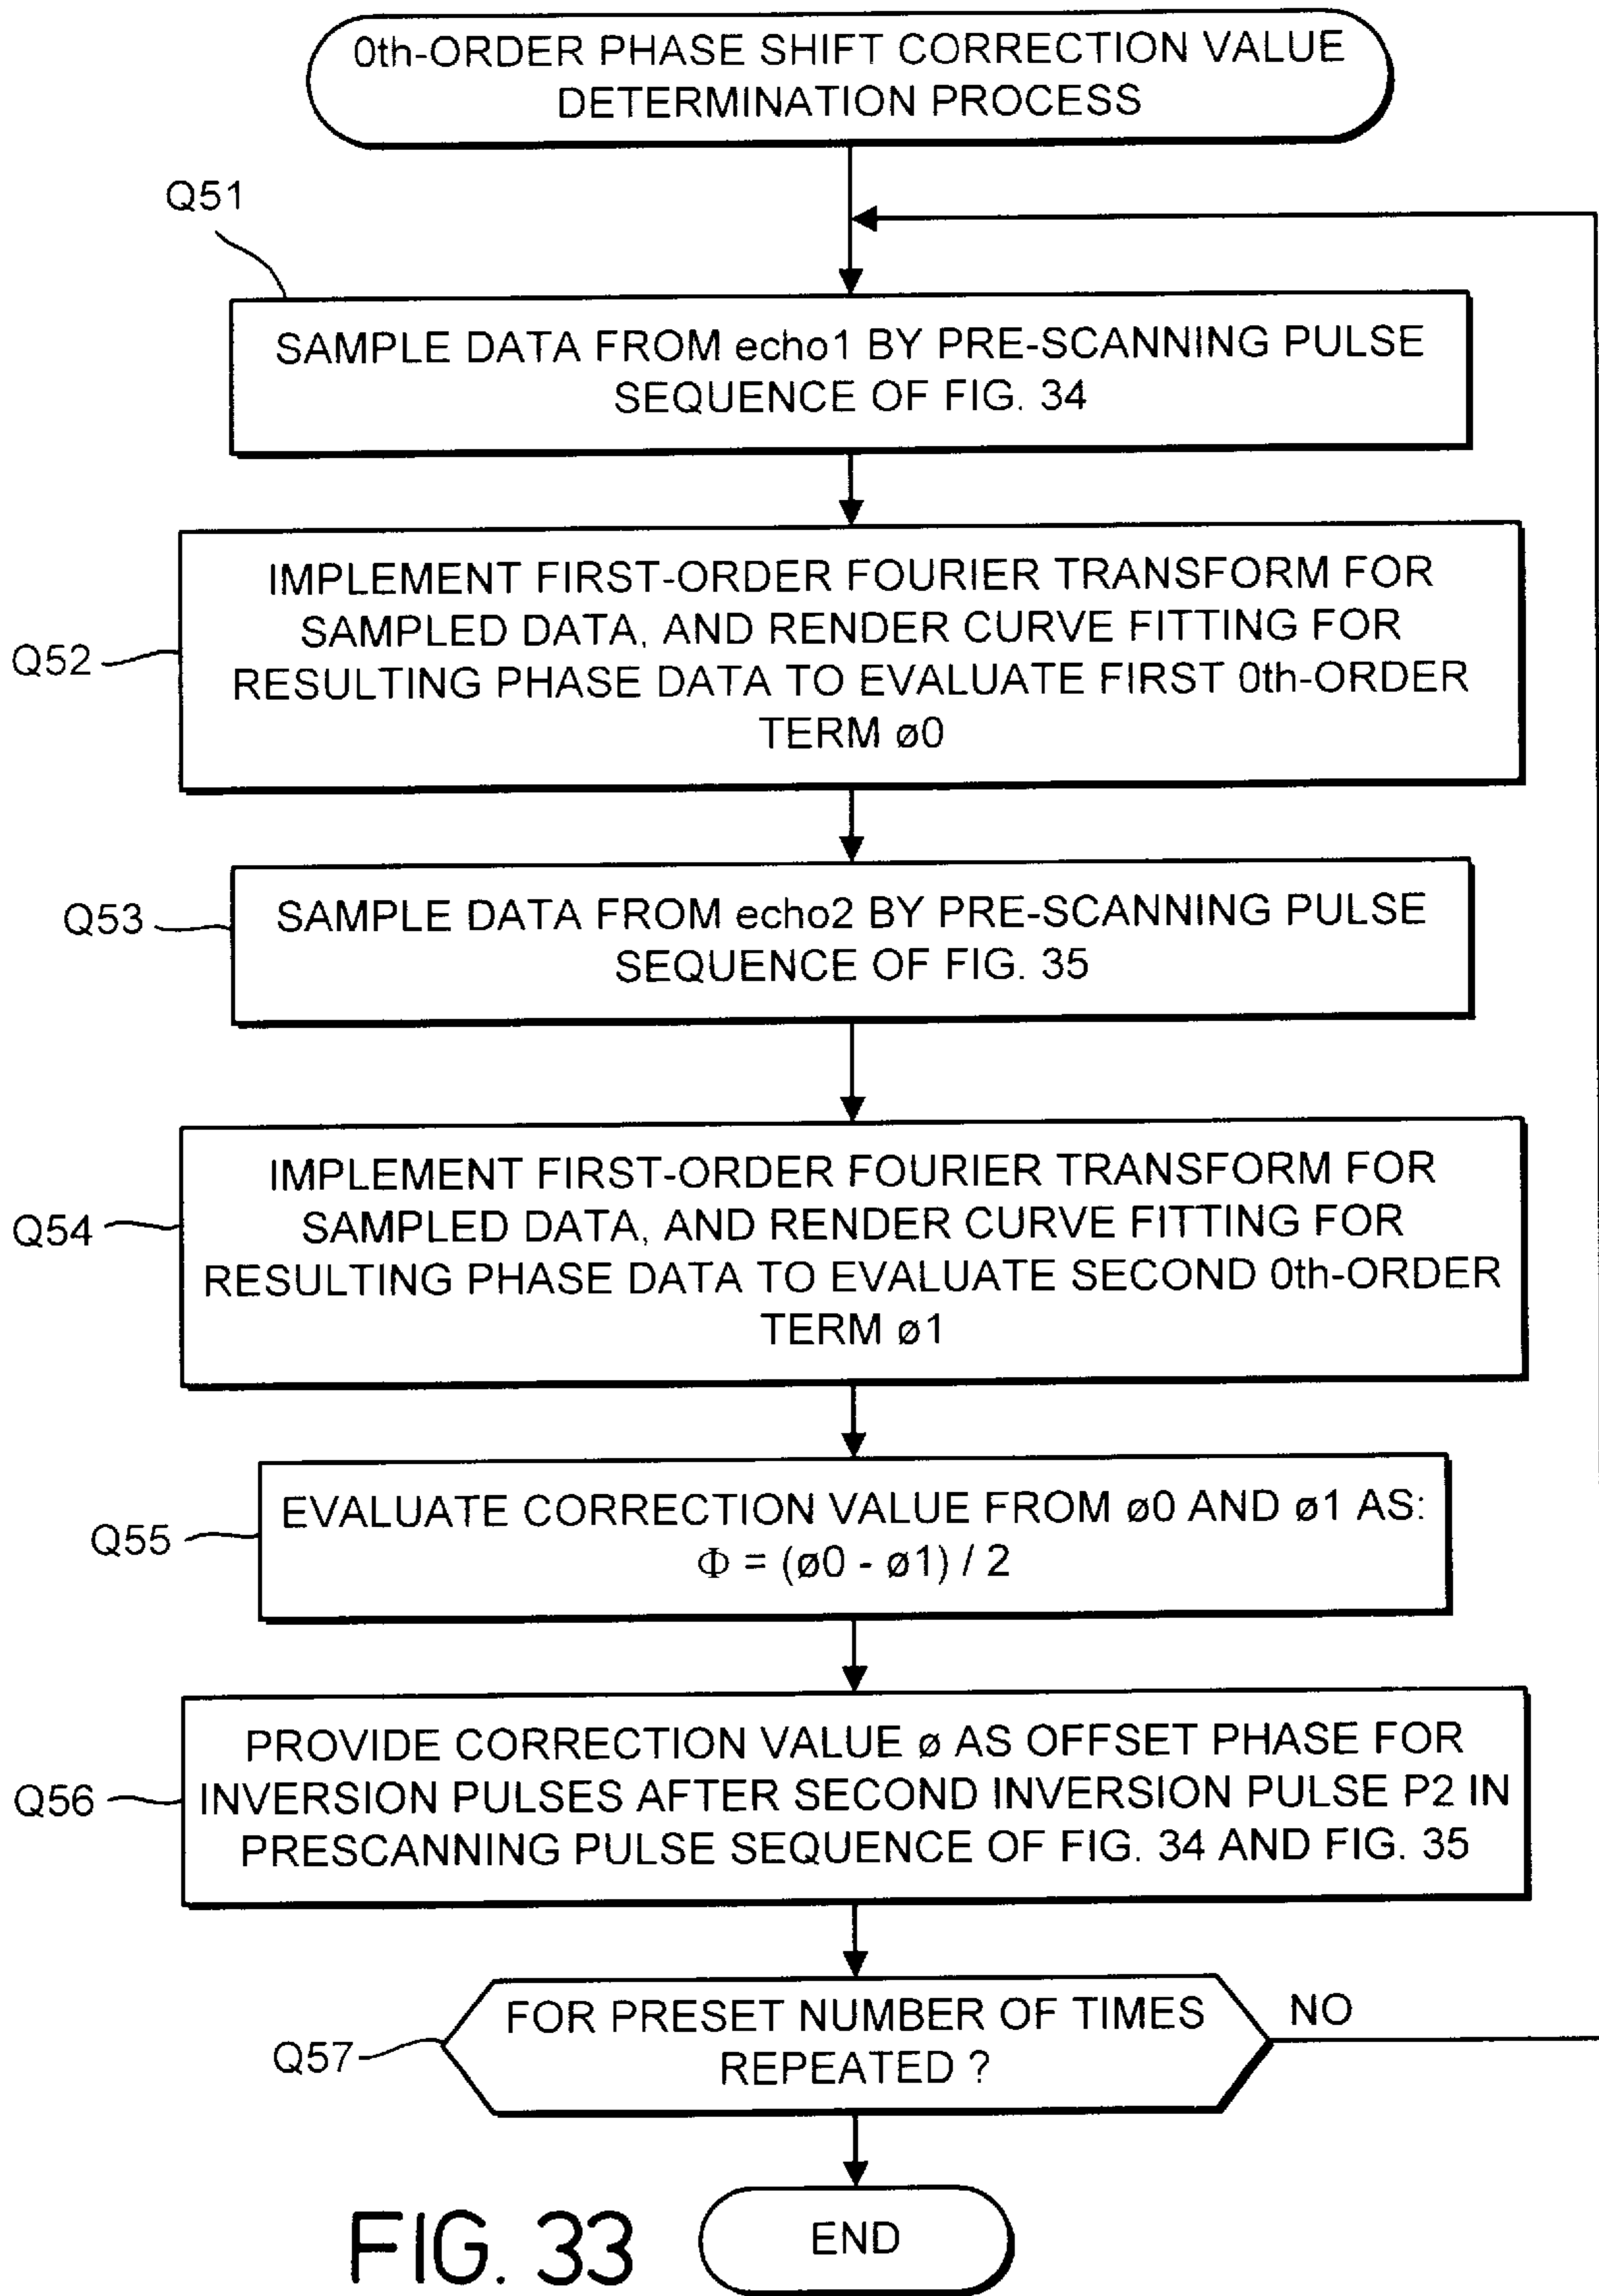 0th-ORDER PHASE SHIFT CORRECTION VALUE
DETERMINATION PROCESS
Q51
SAMPLE DATA FROM echo1 BY PRE-SCANNING PULSE
SEQUENCE OF FIG. 34
Q52
IMPLEMENT FIRST-ORDER FOURIER TRANSFORM FOR
SAMPLED DATA, AND RENDER CURVE FITTING FOR
RESULTING PHASE DATA TO EVALUATE FIRST 0th-ORDER
TERM ø0
Q53
SAMPLE DATA FROM echo2 BY PRE-SCANNING PULSE
SEQUENCE OF FIG. 35
Q54
IMPLEMENT FIRST-ORDER FOURIER TRANSFORM FOR
SAMPLED DATA, AND RENDER CURVE FITTING FOR
RESULTING PHASE DATA TO EVALUATE SECOND 0th-ORDER
TERM ø1
Q55
EVALUATE CORRECTION VALUE FROM ø0 AND ø1 AS:
Φ = (ø0 - ø1) / 2
Q56
PROVIDE CORRECTION VALUE ø AS OFFSET PHASE FOR
INVERSION PULSES AFTER SECOND INVERSION PULSE P2 IN
PRESCANNING PULSE SEQUENCE OF FIG. 34 AND FIG. 35
Q57
FOR PRESET NUMBER OF TIMES
REPEATED ?
NO
END
FIG. 33